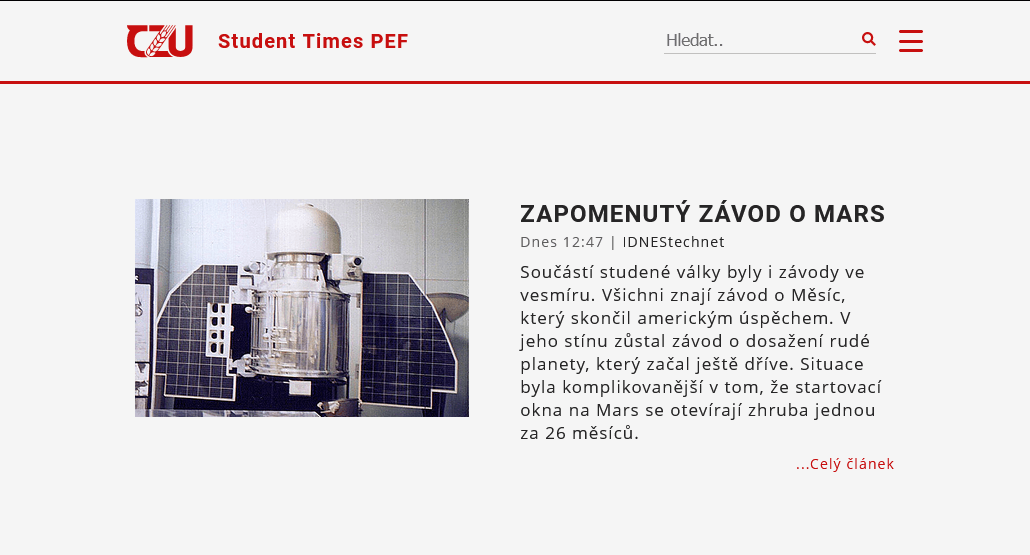 CZU
Student Times PEF
Hledat..
ZAPOMENUTÝ ZÁVOD O MARS
Dnes 12:47 | IDNEStechnet
Součástí studené války byly i závody ve
vesmíru. Všichni znají závod o Měsíc,
který skončil americkým úspěchem. V
jeho stínu zůstal závod o dosažení rudé
planety, který začal ještě dříve. Situace
byla komplikovanější v tom, že startovací
okna na Mars se otevírají zhruba jednou
za 26 měsíců.
...Celý článek